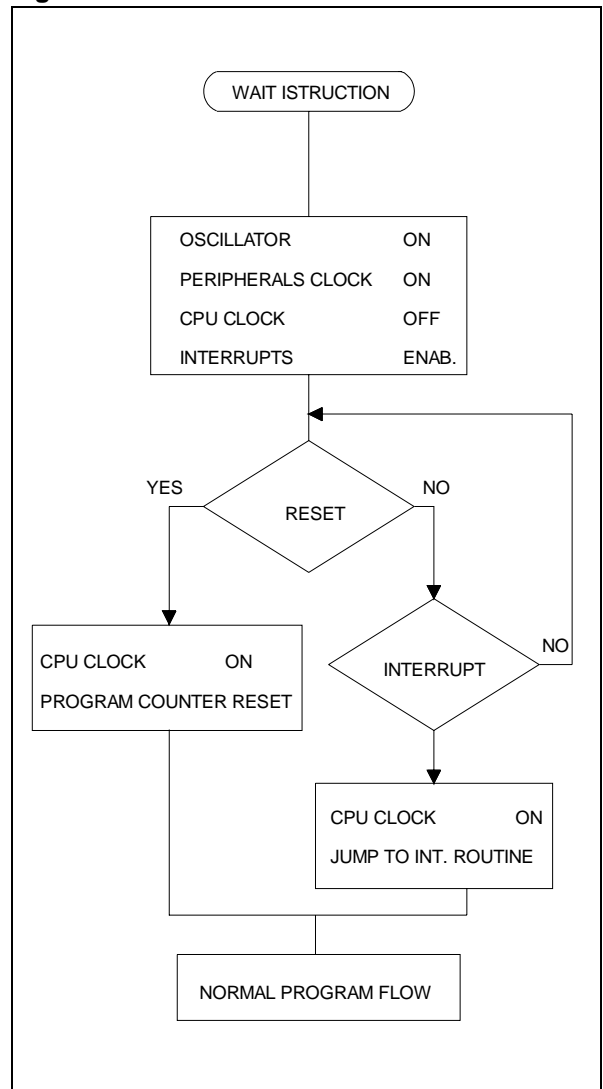 WAIT ISTRUCTION
OSCILLATOR ON
PERIPHERALS CLOCK ON
CPU CLOCK OFF
INTERRUPTS ENAB.
YES
NO
RESET
NO
CPU CLOCK ON
PROGRAM COUNTER RESET
INTERRUPT
CPU CLOCK ON
JUMP TO INT. ROUTINE
NORMAL PROGRAM FLOW